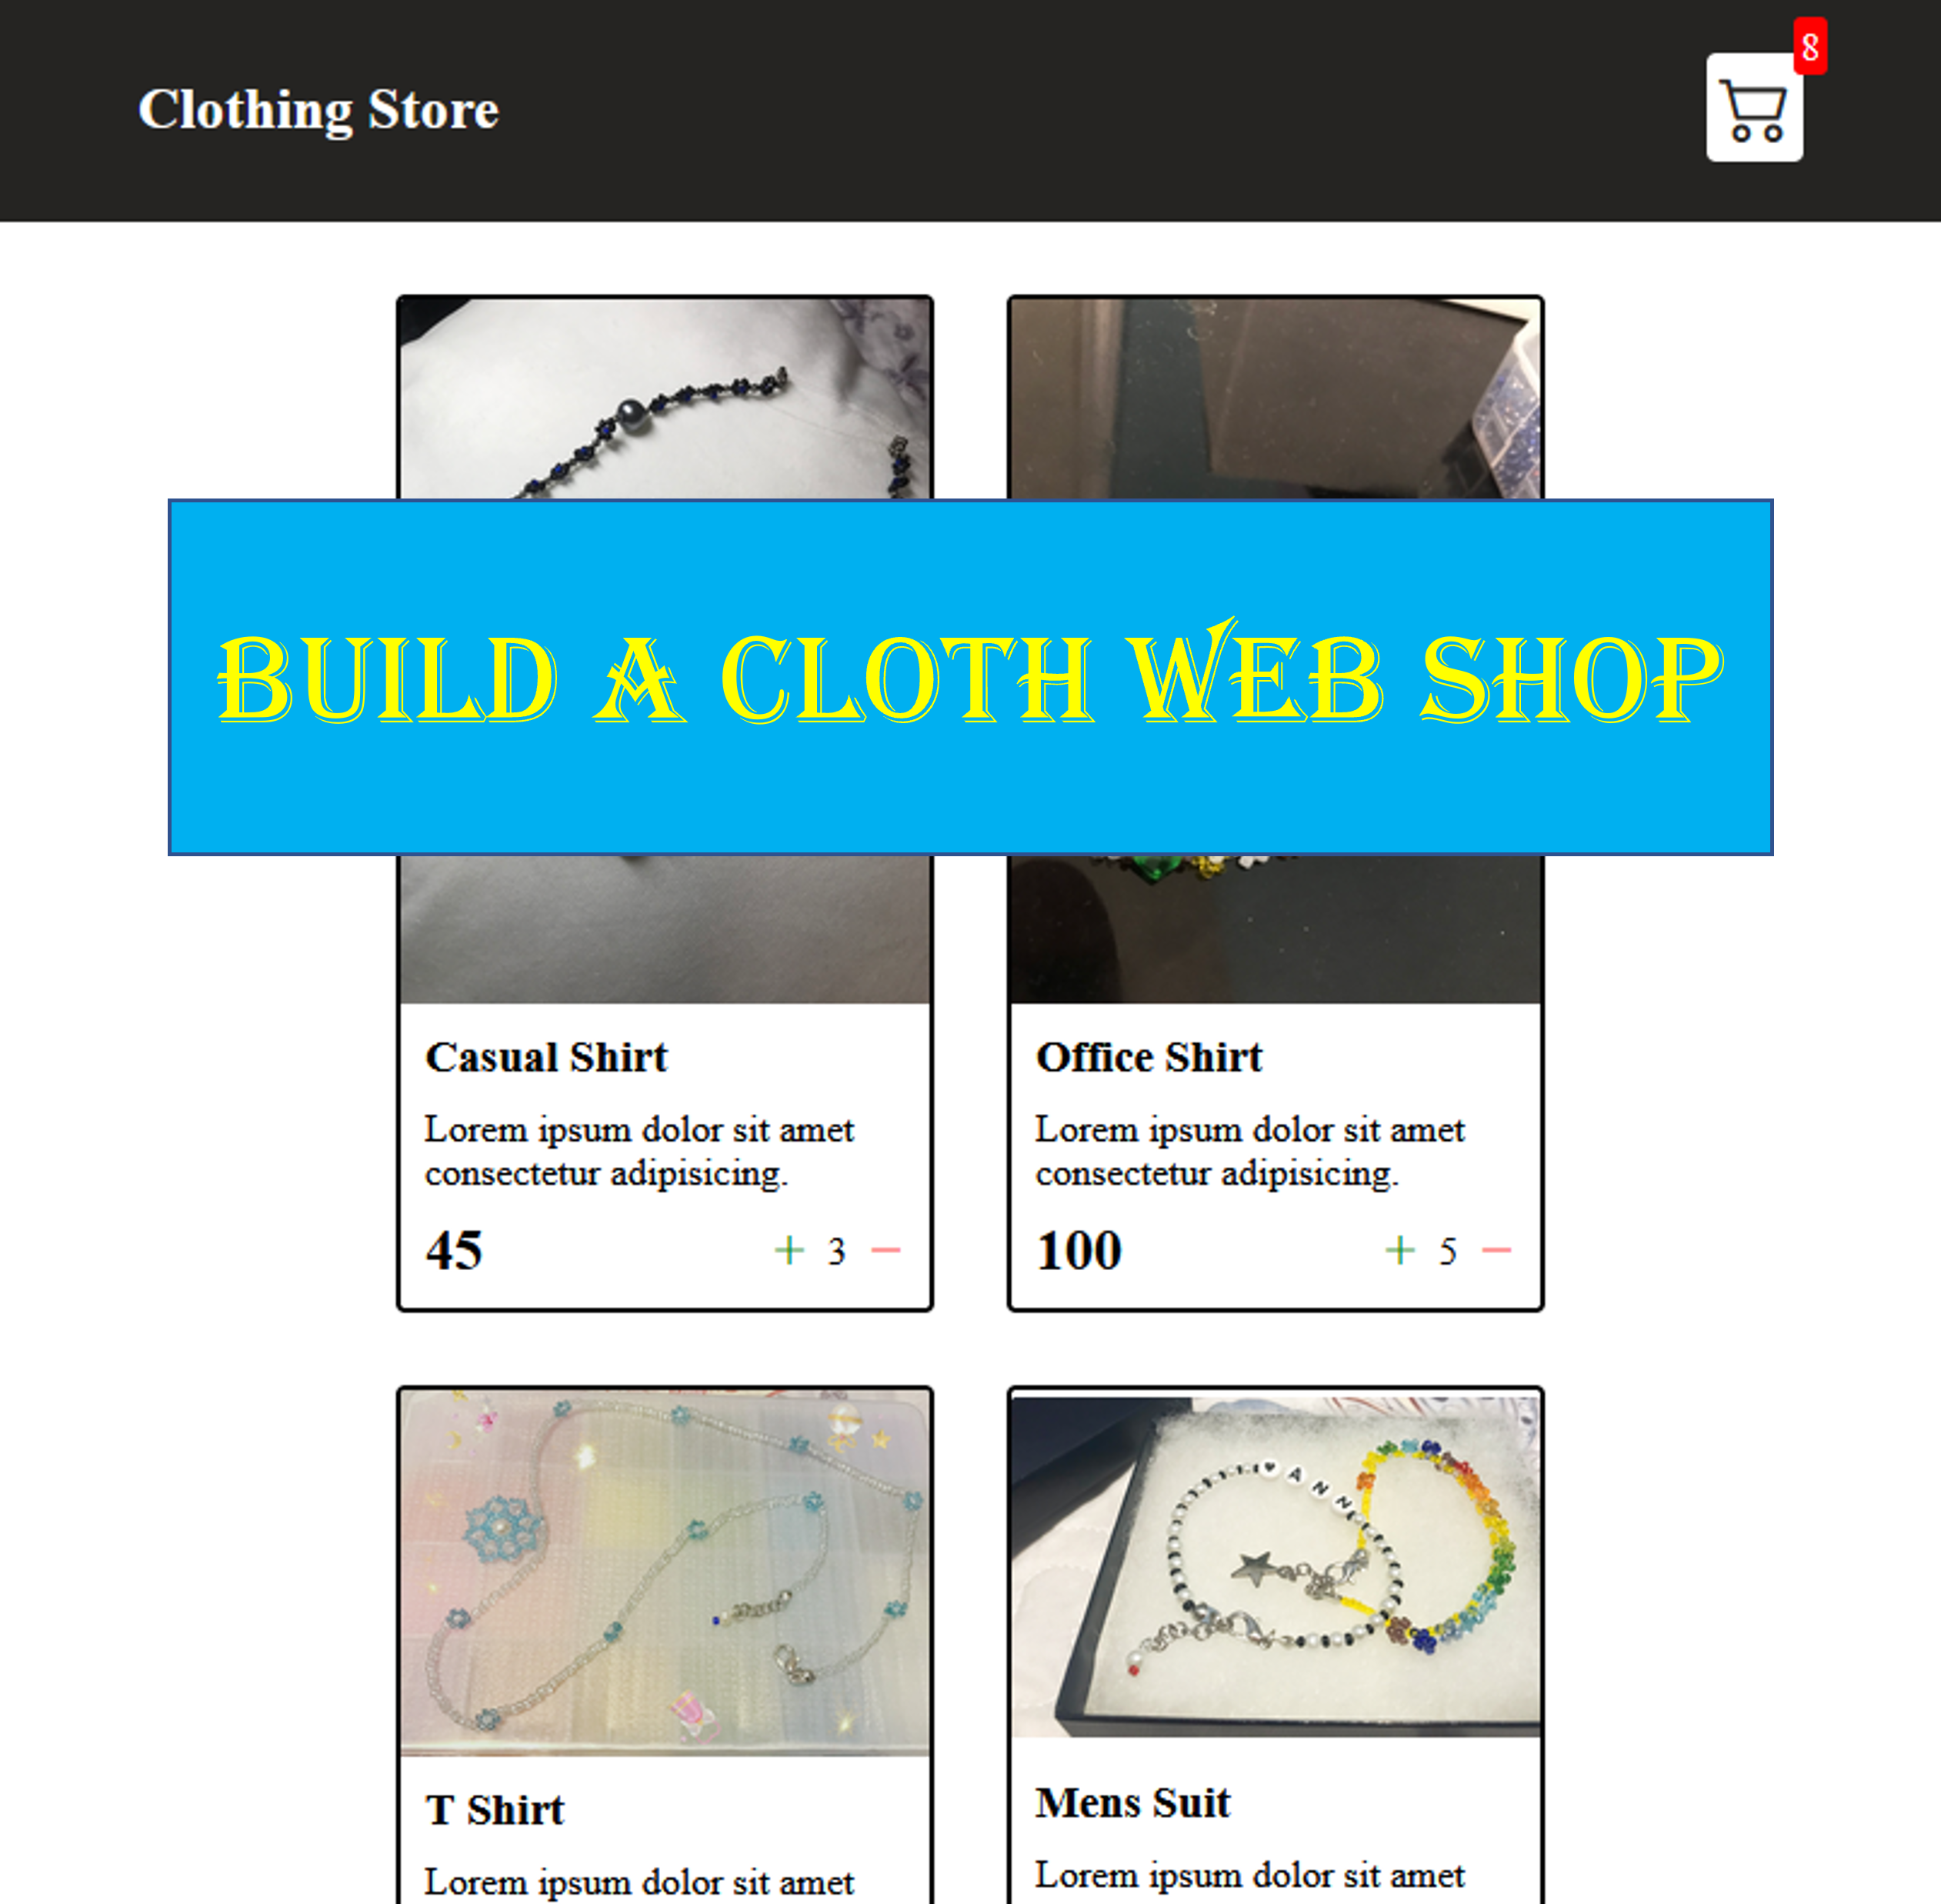 Clothing Store
8
BUILD A CLOTH WEB SHOP
Casual Shirt
Lorem ipsum dolor sit amet
consectetur adipisicing.
45
+ 3 −
Office Shirt
Lorem ipsum dolor sit amet
consectetur adipisicing.
100
+ 5 −
ANN
T Shirt
Lorem ipsum dolor sit amet
Mens Suit
Lorem ipsum dolor sit amet